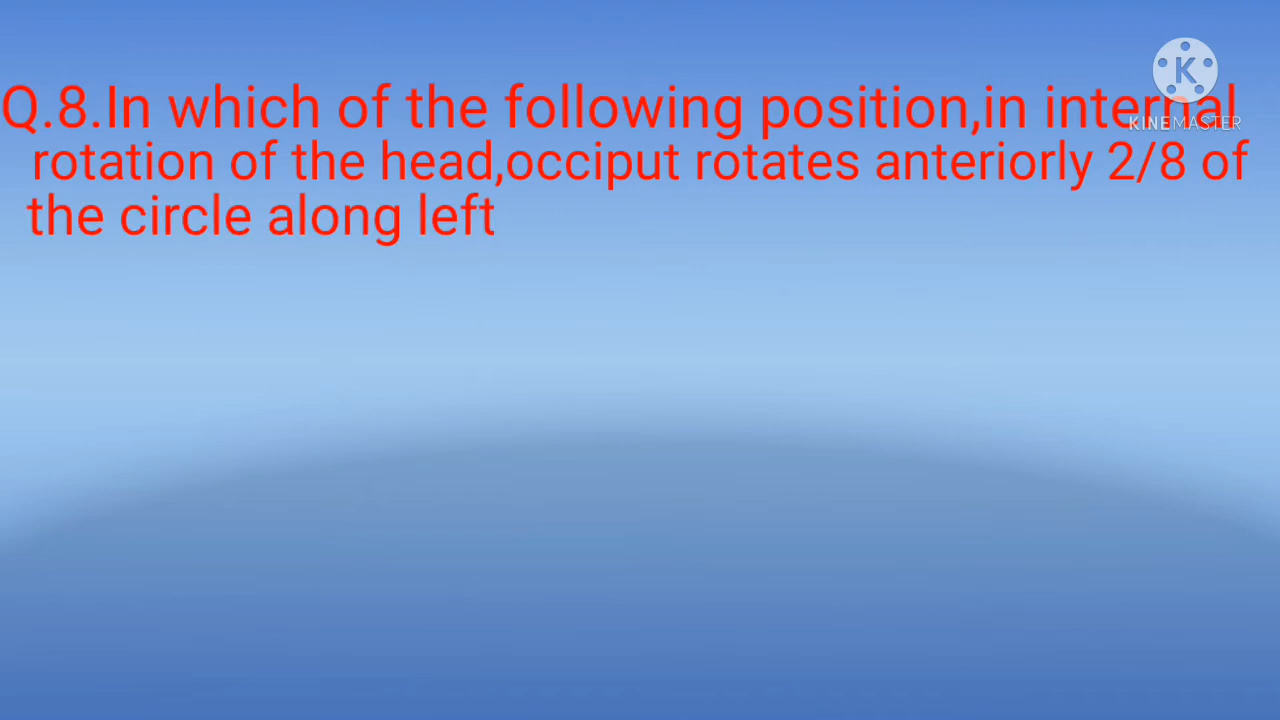 Q.8.In which of the following position,in internal
rotation of the head,occiput rotates anteriorly 2/8 of
the circle along left
K
KINEMASTER